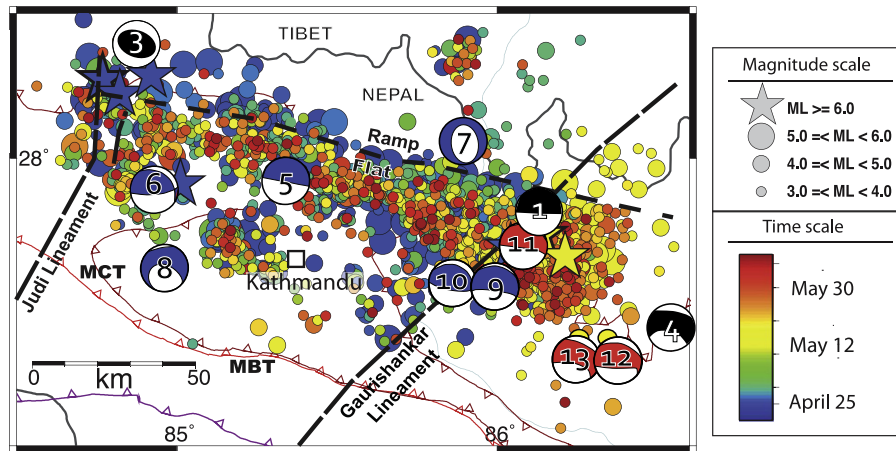 3
TIBET
NEPAL
7
28˚
Ramp
Flat
5
6
1
11
Judi Lineament
8
MCT
Kathmandu
10
9
4
13
12
0
50
km
MBT
Gaurishankar
Lineament
85˚
86˚
Magnitude scale
ML >= 6.0
5.0 =< ML < 6.0
4.0 =< ML < 5.0
3.0 =< ML < 4.0
Time scale
May 30
May 12
April 25